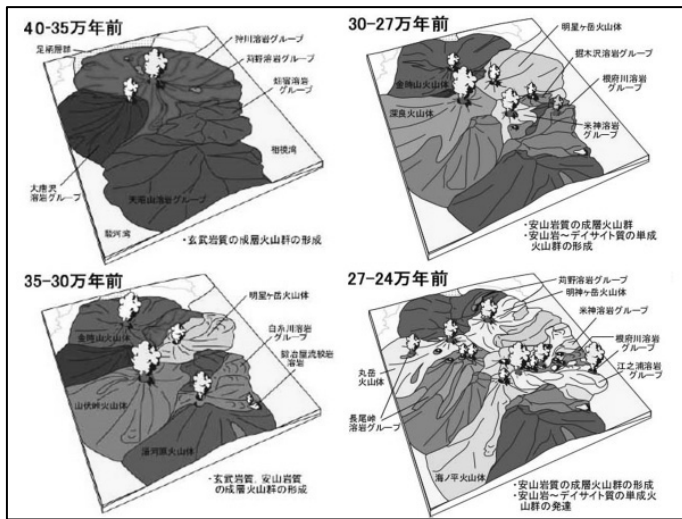 40-35万年前
足柄層群
狩川溶岩グループ
苅野溶岩グループ
溶岩
グループ
相模湾
大唐沢
溶岩グループ
天昭山溶岩グループ
駿河湾
・玄武岩質の成層火山群の形成
30-27万年前
明星ヶ岳火山体
溶岩グループ
金時山火山体
根府川溶岩
グループ
深良火山体
米神溶岩
グループ
・安山岩質の成層火山群
・安山岩～デイサイト質の単成
火山群の形成
35-30万年前
明星ヶ岳火山体
金時山火山体
白糸川溶岩
グループ
鍛冶屋流紋岩
溶岩
山伏峠火山体
湯河原火山体
・玄武岩質、安山岩質
の成層火山群の形成
27-24万年前
苅野溶岩グループ
明神ヶ岳火山体
米神溶岩グループ
根府川溶岩
グループ
江之浦溶岩
グループ
丸岳
火山体
長尾峠
溶岩グループ
海ノ平火山体
・安山岩質の成層火山群の形成
・安山岩～デイサイト質の単成火
山群の発達